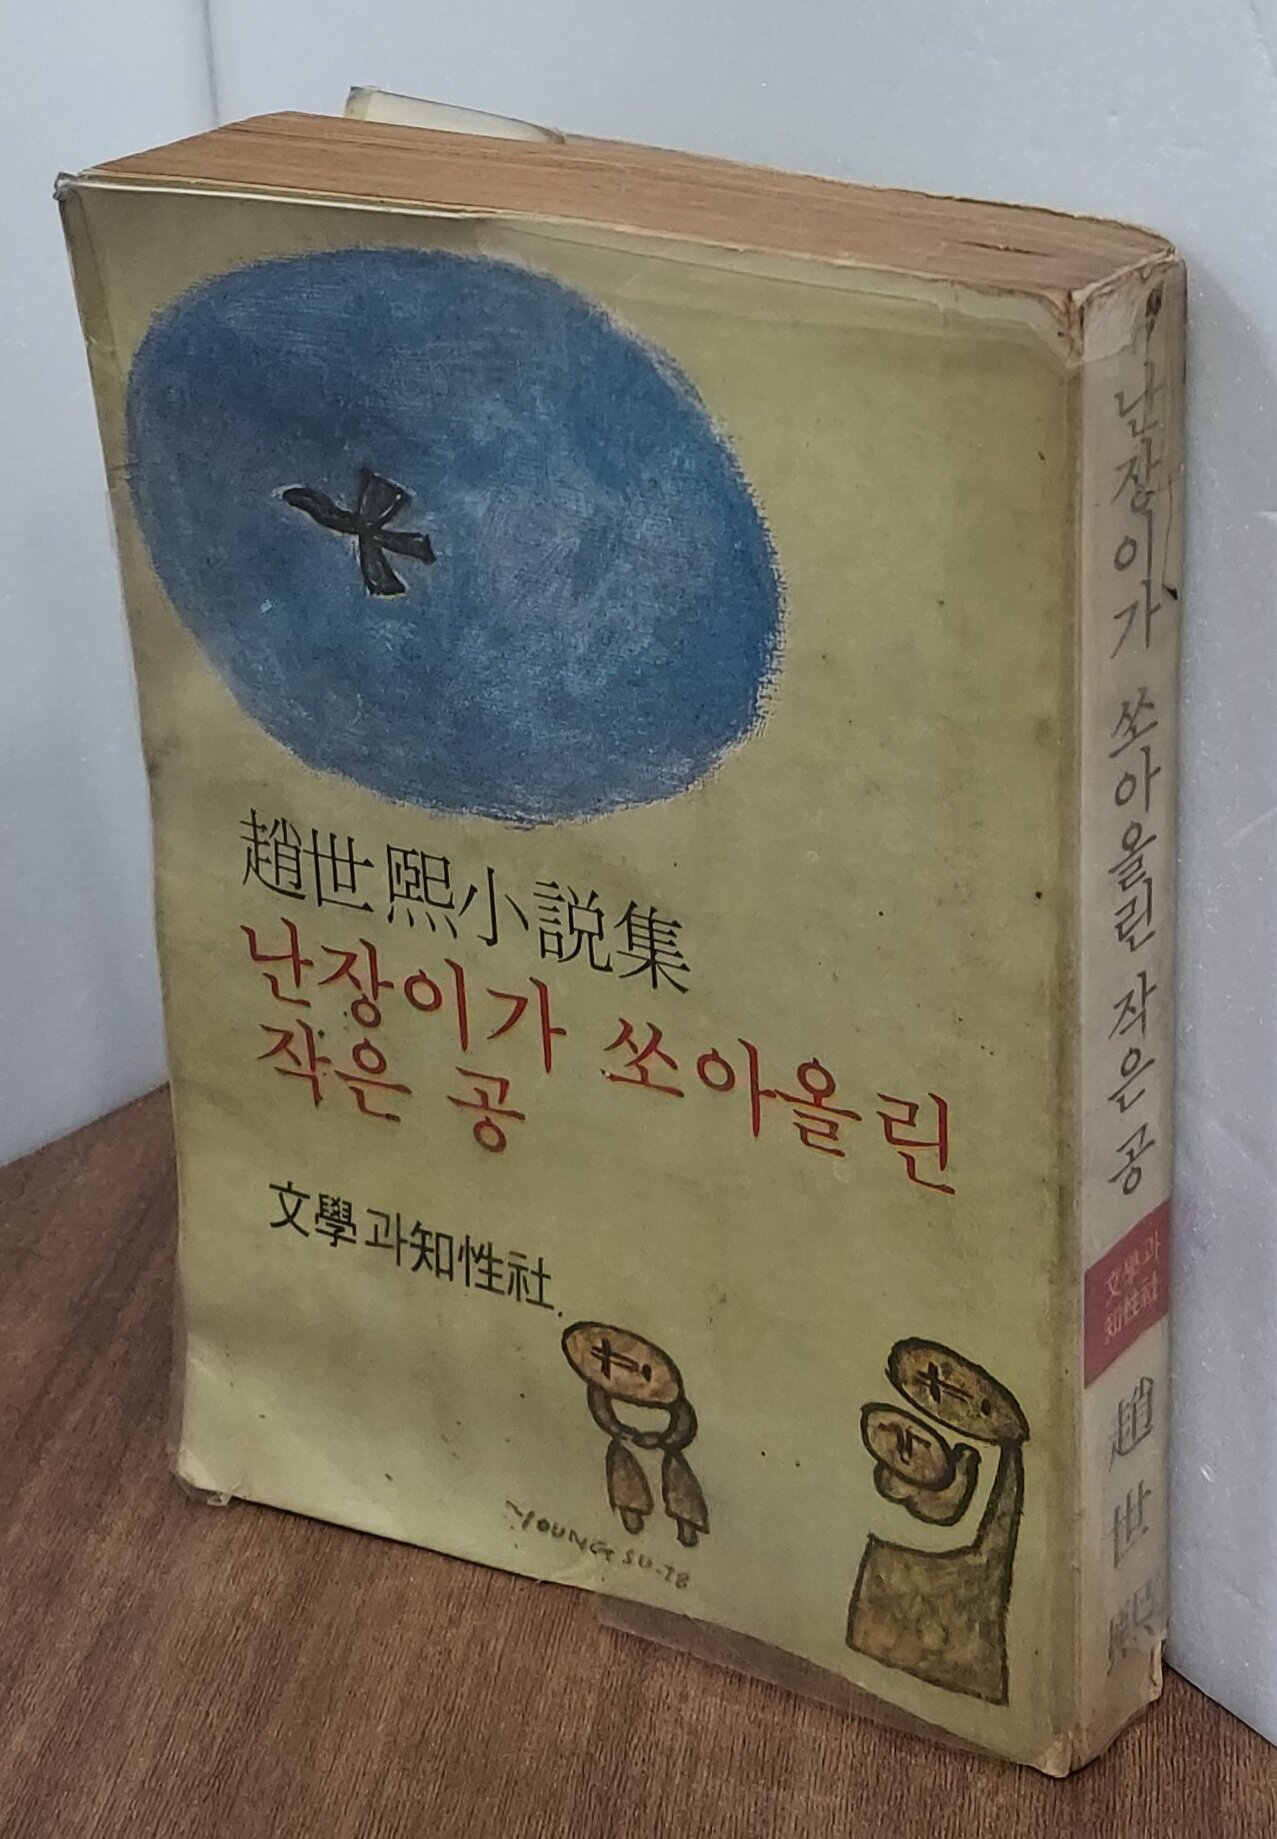 趙世熙小說集
난장이가 쏘아올린
작은 공
文學과知性社
YOUNG SU-78
난장이가 쏘아올린 작은 공
文學과
知性社
趙世熙